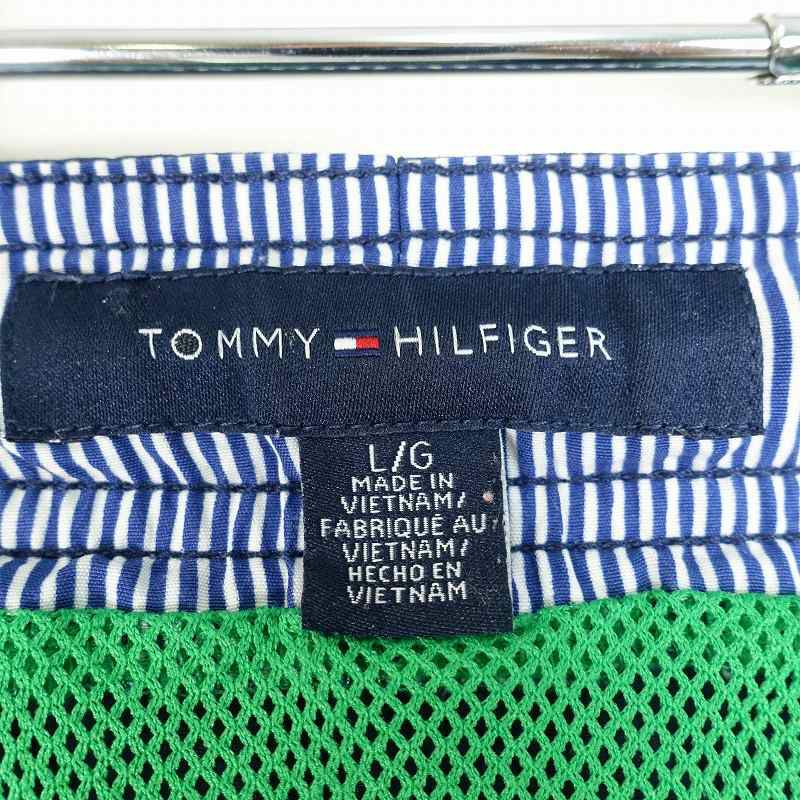 TOMMY HILFIGER
L/G
MADE IN
VIETNAM/
FABRIQUÉ AU
VIETNAM/
HECHO EN
VIETNAM